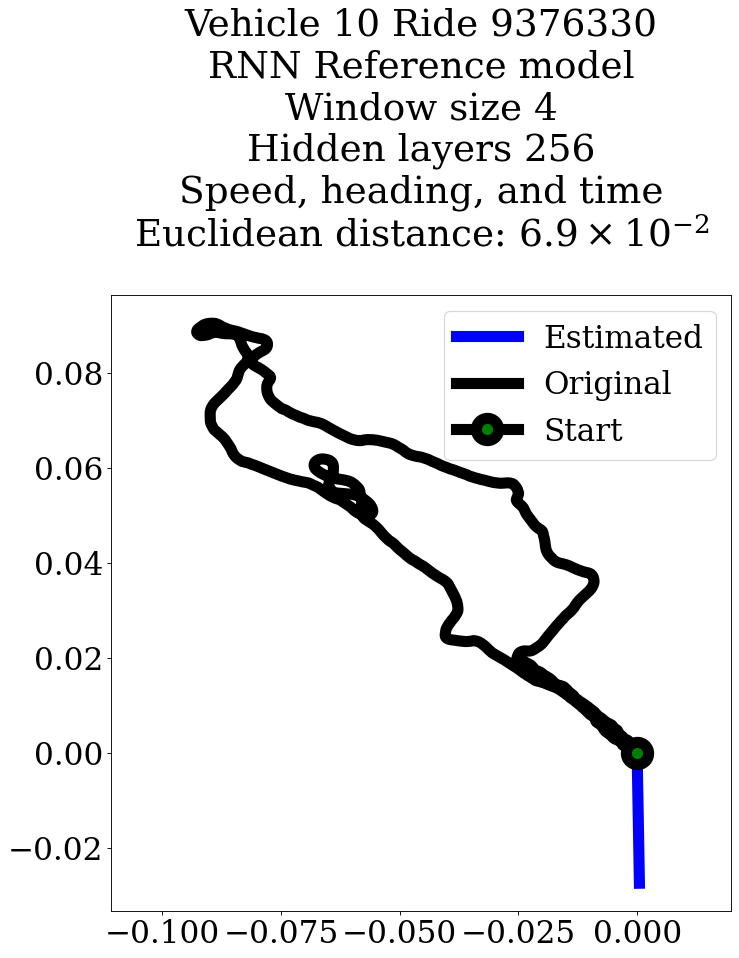 Vehicle 10 Ride 9376330
RNN Reference model
Window size 4
Hidden layers 256
Speed, heading, and time
Euclidean distance: 6.9 × 10⁻²
Estimated
Original
Start
0.08
0.06
0.04
0.02
0.00
−0.02
−0.100 −0.075 −0.050 −0.025 0.000